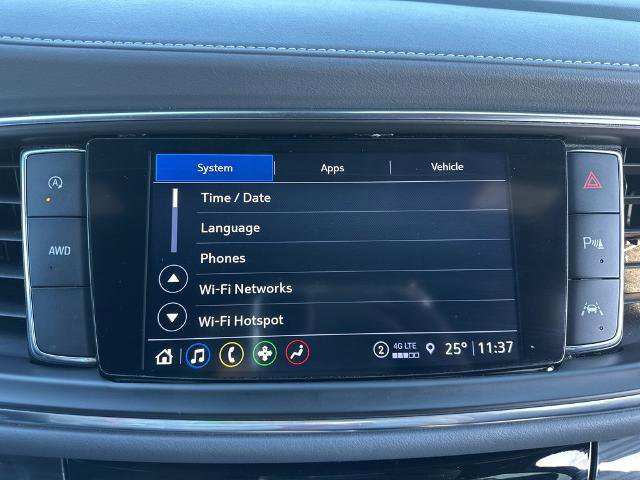 System Apps Vehicle
Time / Date
Language
AWD
Phones
Wi-Fi Networks
Wi-Fi Hotspot
2 4G LTE 25° 11:37
A
P